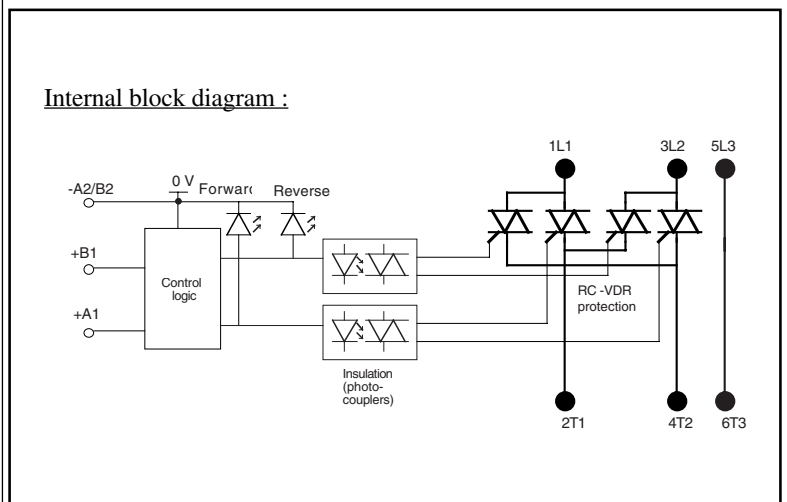 Internal block diagram :
1L1 3L2 5L3
-A2/B2 0 V Forwarc Reverse
+B1
Control
logic
+A1
RC -VDR
protection
Insulation
(photo-
couplers)
2T1 4T2 6T3